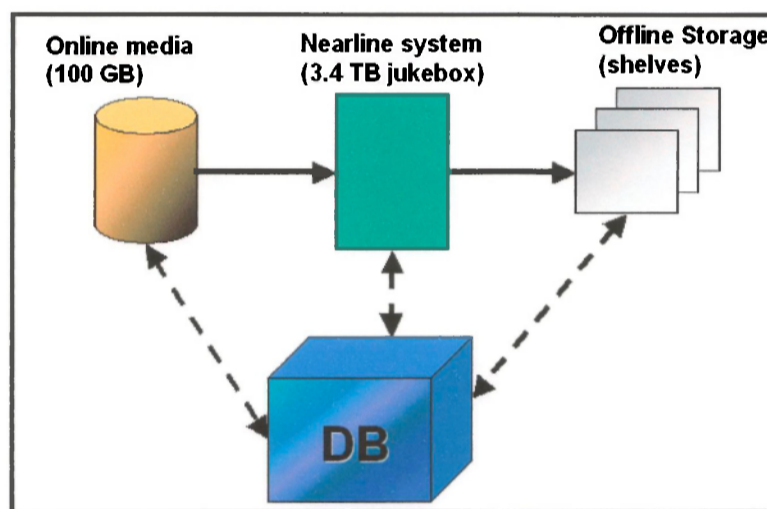 Online media
(100 GB)
Nearline system
(3.4 TB jukebox)
Offline Storage
(shelves)
DB